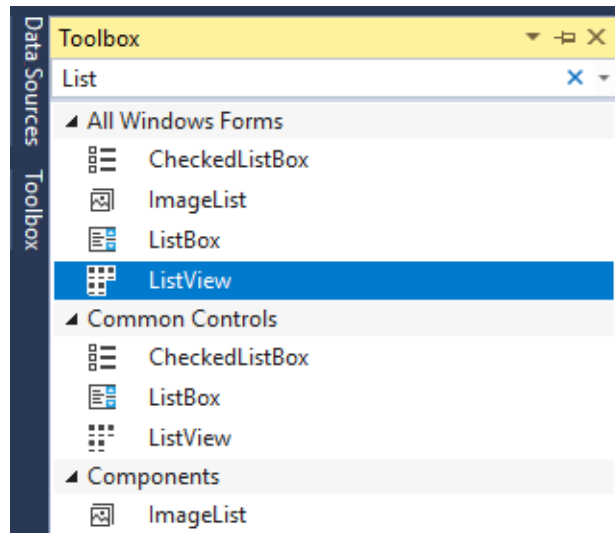 Data Sources
Toolbox
Toolbox
List
All Windows Forms
CheckedListBox
ImageList
ListBox
ListView
Common Controls
CheckedListBox
ListBox
ListView
Components
ImageList